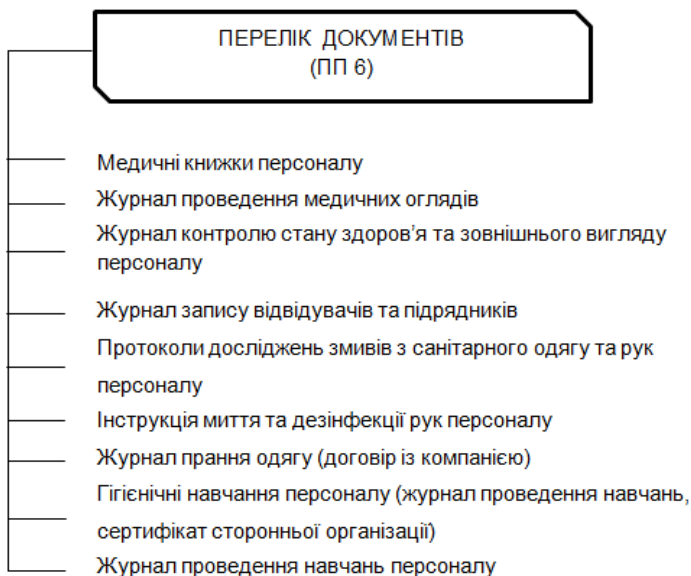 ПЕРЕЛІК ДОКУМЕНТІВ
(ПП 6)
Медичні книжки персоналу
Журнал проведення медичних оглядів
Журнал контролю стану здоров’я та зовнішнього вигляду
персоналу
Журнал запису відвідувачів та підрядників
Протоколи досліджень змивів з санітарного одягу та рук
персоналу
Інструкція миття та дезінфекції рук персоналу
Журнал прання одягу (договір із компанією)
Гігієнічні навчання персоналу (журнал проведення навчань,
сертифікат сторонньої організації)
Журнал проведення навчань персоналу